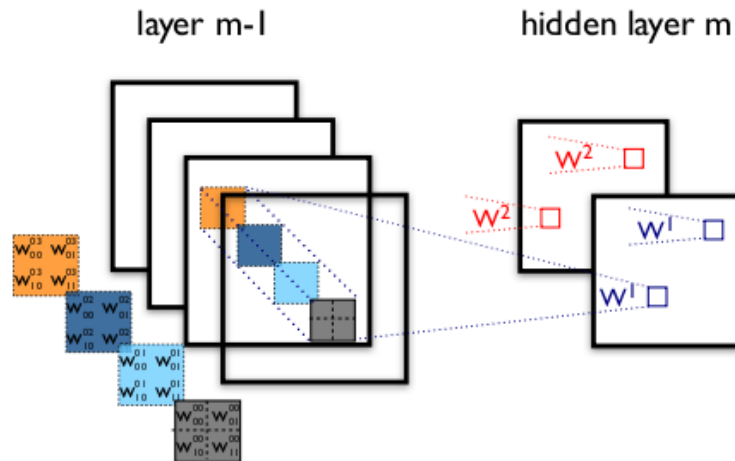 layer m-1
hidden layer m
W²
W²
W¹
W¹
W⁰³₀₀ W⁰³₀₁
W⁰³₁₀ W⁰³₁₁
W⁰²₀₀ W⁰²₀₁
W⁰²₁₀ W⁰²₁₁
W⁰¹₀₀ W⁰¹₀₁
W⁰¹₁₀ W⁰¹₁₁
W⁰⁰₀₀ W⁰⁰₀₁
W⁰⁰₁₀ W⁰⁰₁₁